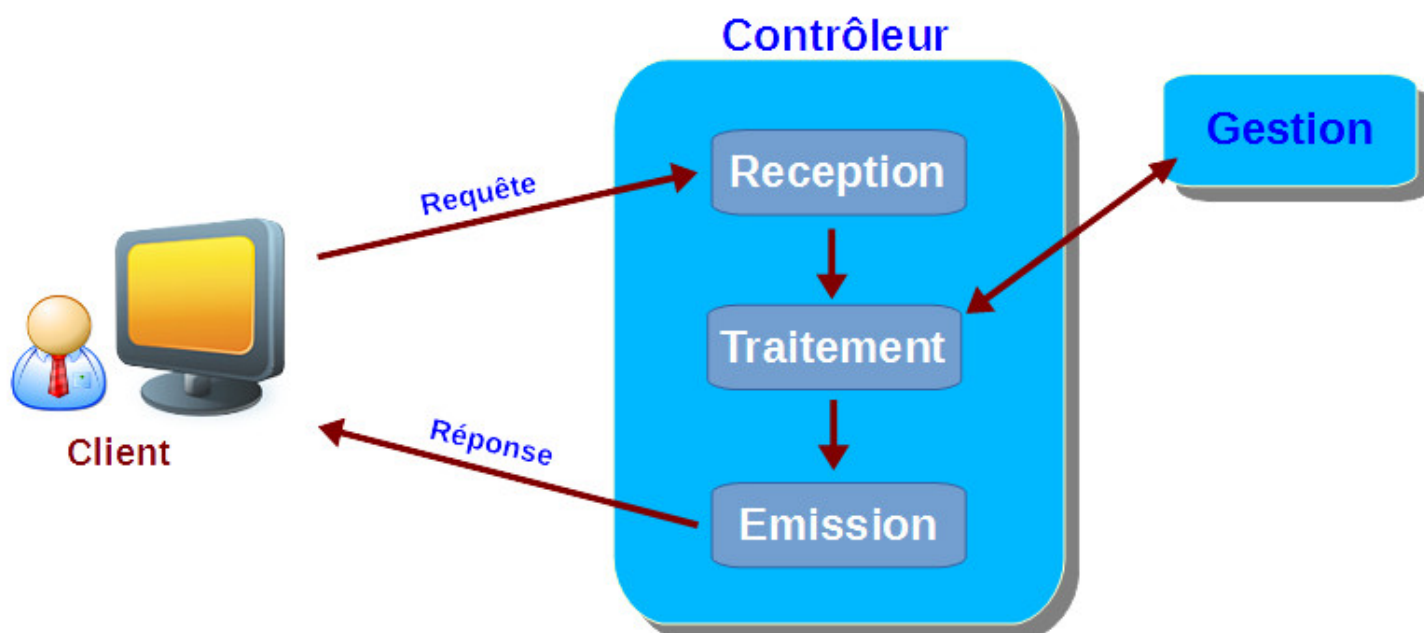 Contrôleur
Gestion
Reception
Requête
Traitement
Réponse
Client
Emission